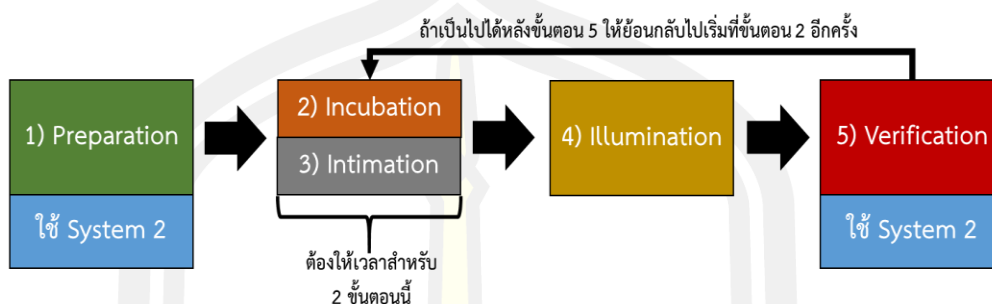 ถ้าเป็นไปได้หลังขั้นตอน 5 ให้ย้อนกลับไปเริ่มที่ขั้นตอน 2 อีกครั้ง
1) Preparation
ใช้ System 2
2) Incubation
3) Intimation
ต้องให้เวลาสำหรับ
2 ขั้นตอนนี้
4) Illumination
5) Verification
ใช้ System 2